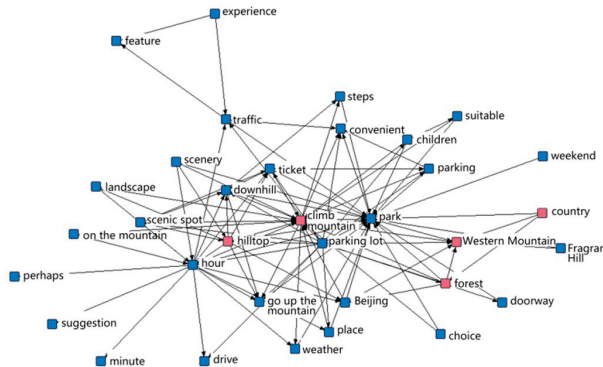 experience
feature
steps
traffic
suitable
convenient
children
scenery
ticket
parking
weekend
landscape
downhill
scenic spot
climb
mountain
park
country
on the mountain
hilltop
parking lot
Western Mountain
Fragrar
Hill
hour
perhaps
forest
go up the
mountain
Beijing
doorway
suggestion
place
choice
weather
minute
drive